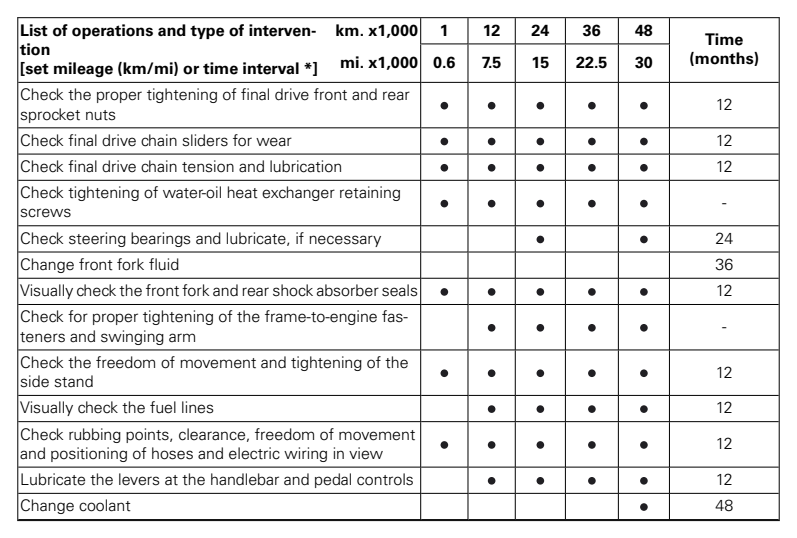 List of operations and type of interven- km. x1,000 1 12 24 36 48 Time
tion
[set mileage (km/mi) or time interval *] mi. x1,000 0.6 7.5 15 22.5 30 (months)
Check the proper tightening of final drive front and rear
sprocket nuts ● ● ● ● ● 12
Check final drive chain sliders for wear ● ● ● ● ● 12
Check final drive chain tension and lubrication ● ● ● ● ● 12
Check tightening of water-oil heat exchanger retaining
screws ● ● ● ● ● -
Check steering bearings and lubricate, if necessary ● ● 24
Change front fork fluid 36
Visually check the front fork and rear shock absorber seals ● ● ● ● ● 12
Check for proper tightening of the frame-to-engine fas-
teners and swinging arm ● ● ● ● -
Check the freedom of movement and tightening of the
side stand ● ● ● ● ● 12
Visually check the fuel lines ● ● ● ● 12
Check rubbing points, clearance, freedom of movement
and positioning of hoses and electric wiring in view ● ● ● ● ● 12
Lubricate the levers at the handlebar and pedal controls ● ● ● ● 12
Change coolant ● 48